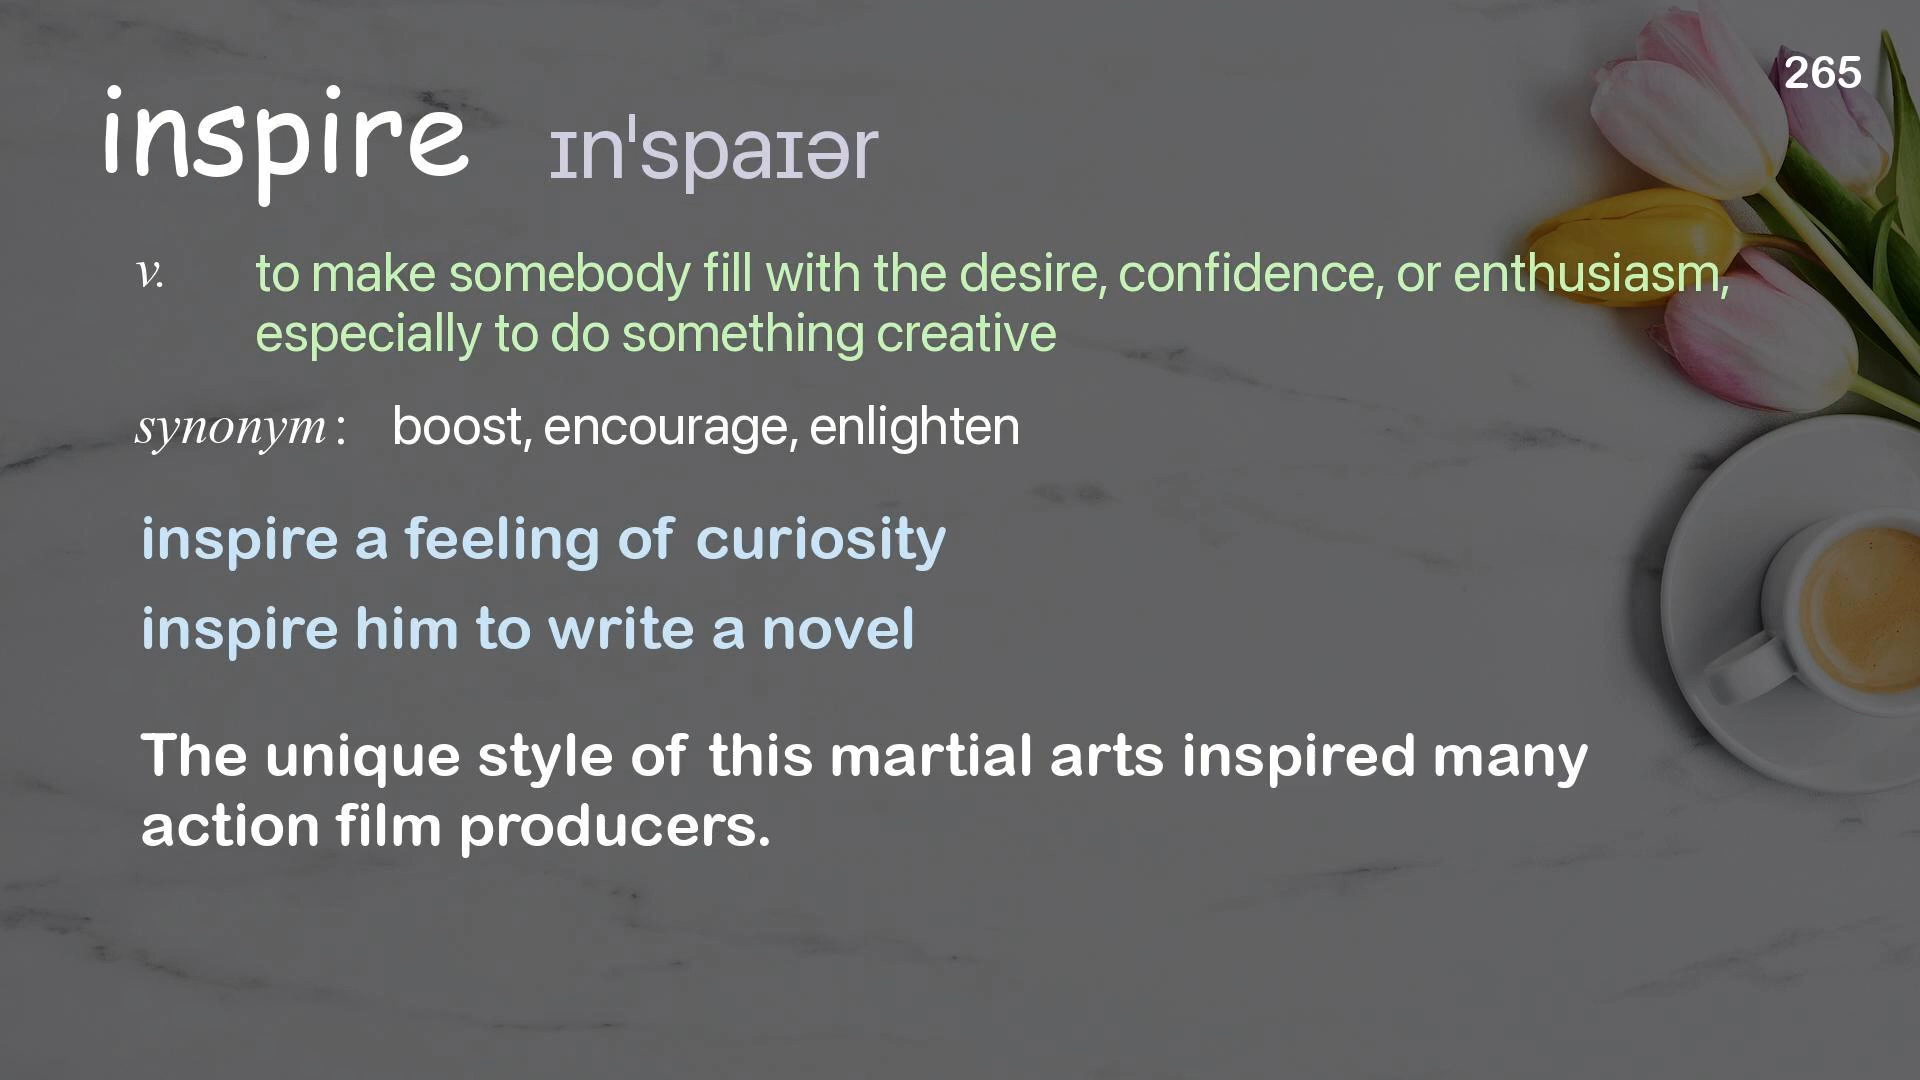 265
inspire ɪnˈspaɪər
v. to make somebody fill with the desire, confidence, or enthusiasm,
especially to do something creative
synonym : boost, encourage, enlighten
inspire a feeling of curiosity
inspire him to write a novel
The unique style of this martial arts inspired many
action film producers.